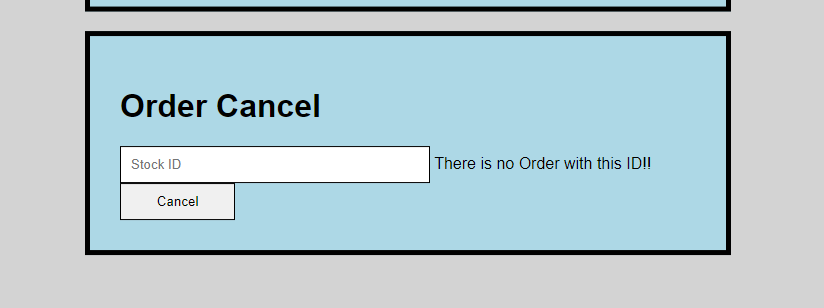 Order Cancel
Stock ID There is no Order with this ID!!
Cancel